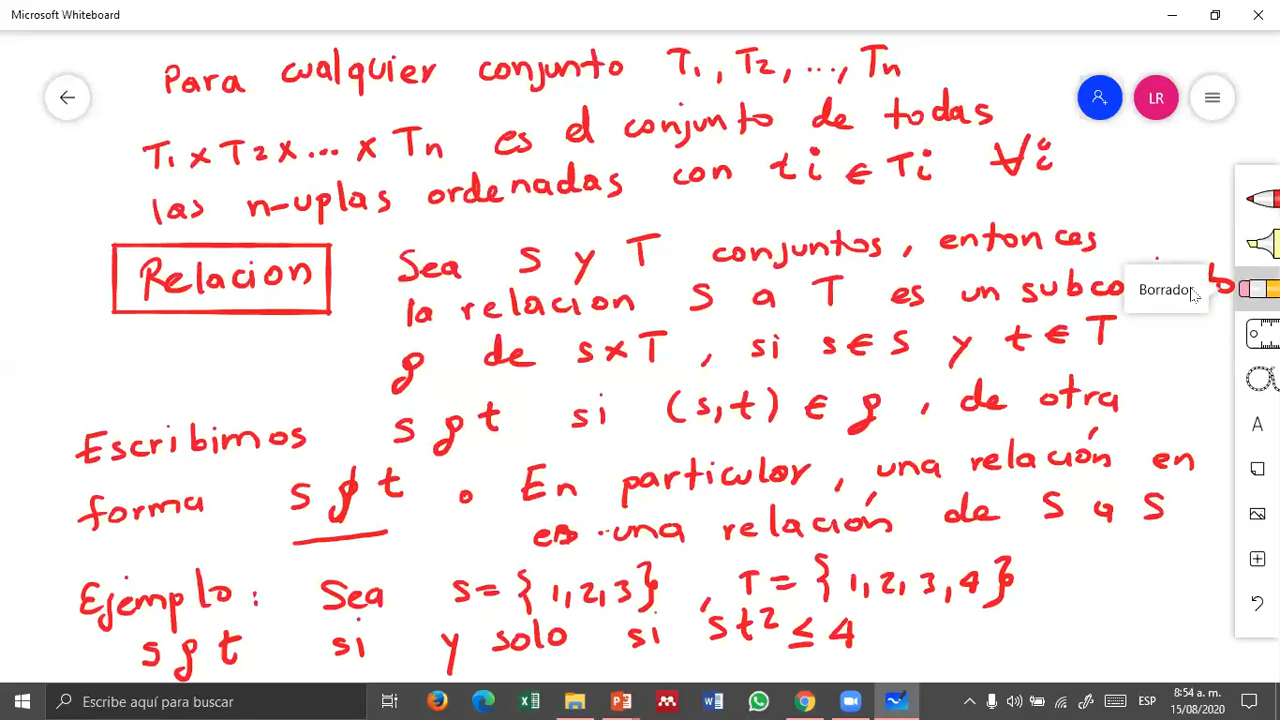 Microsoft Whiteboard
Para cualquier conjunto T1, T2, ..., Tn
T1 x T2 x ... x Tn es el conjunto de todas
las n-uplas ordenadas con ti ∈ Ti ∀i
LR
Relacion
Sea S y T conjuntos, entonces
la relacion S a T es un
Borrador
ρ de S x T, si s ∈ S y t ∈ T
Escribimos s ρ t si (s,t) ∈ ρ, de otra
forma s ρ̸ t. En particular, una relación en
es una relación de S a S
Ejemplo: Sea S = {1,2,3}, T = {1,2,3,4}
s ρ t si y solo si st² ≤ 4
A
Escribe aquí para buscar
ESP
8:54 a. m.
15/08/2020